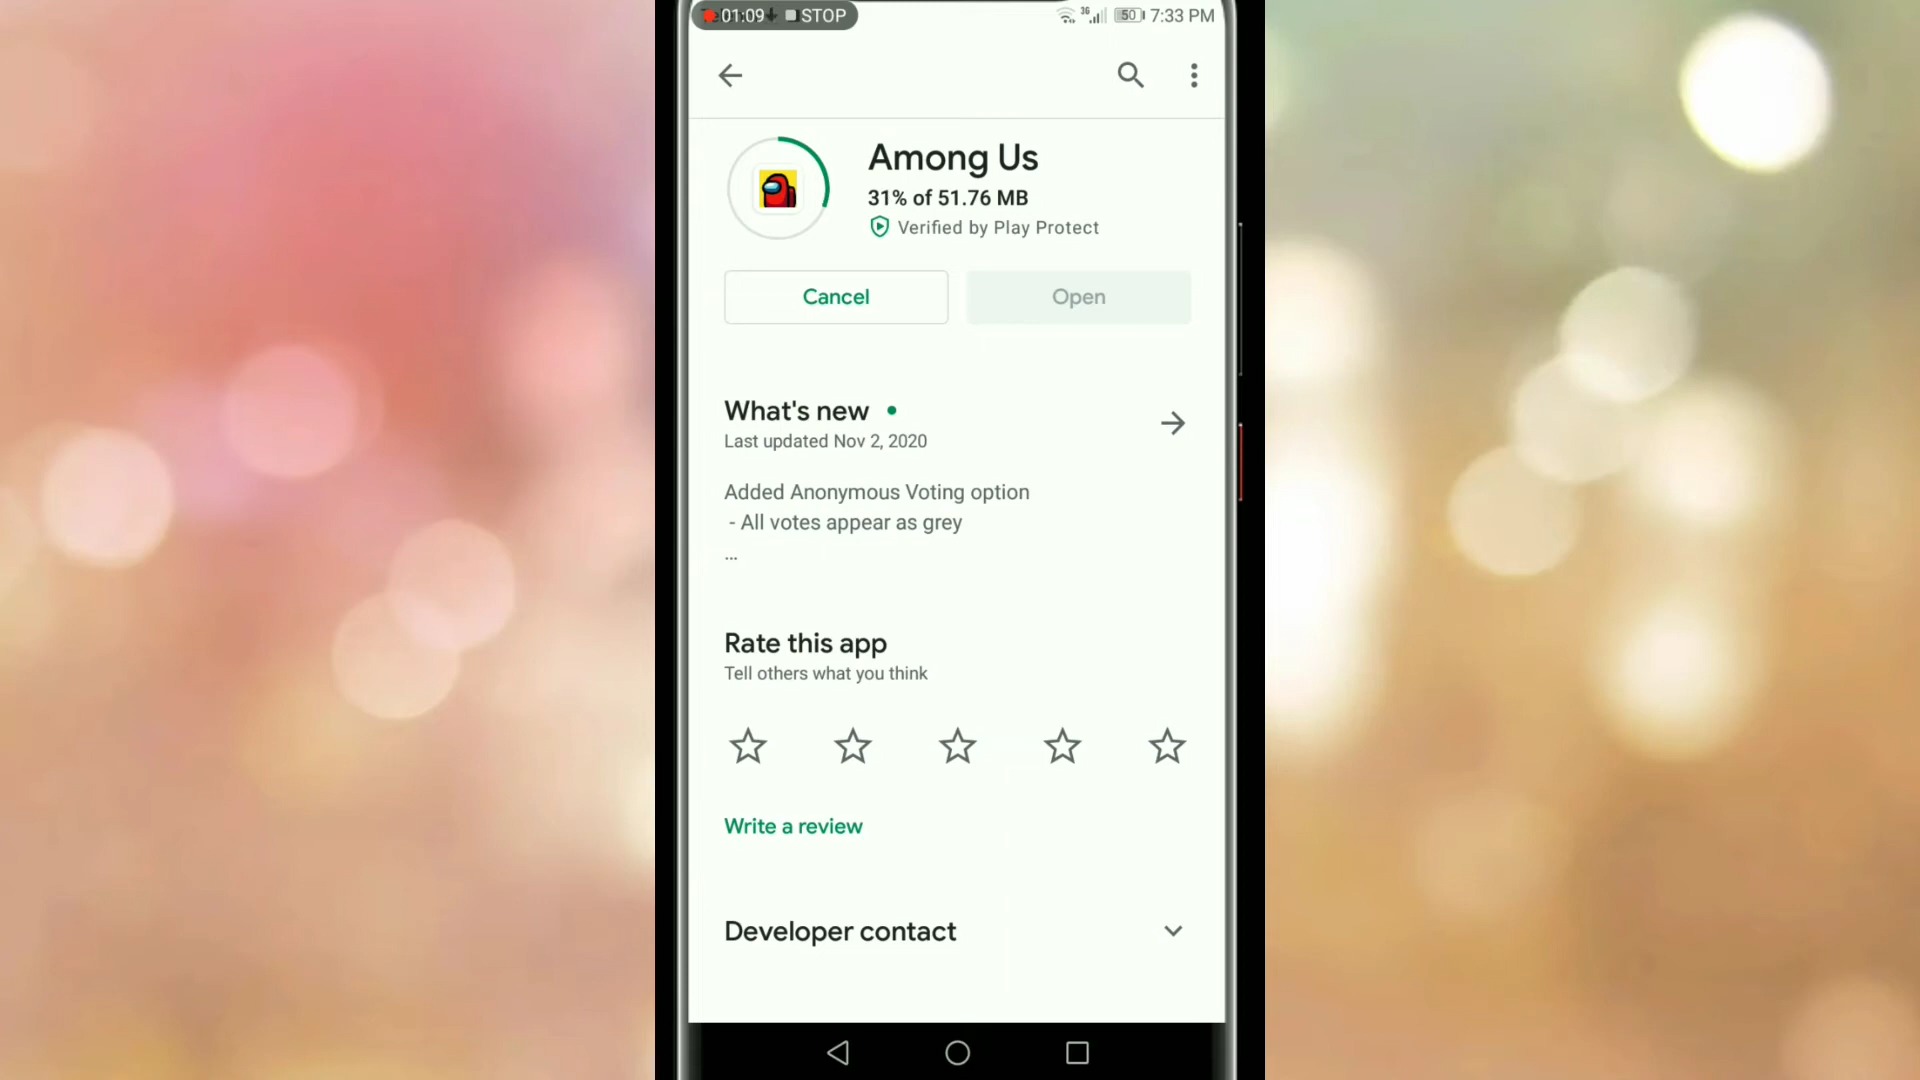 01:09 STOP 3G 50 7:33 PM
Among Us
31% of 51.76 MB
Verified by Play Protect
Cancel Open
What's new
Last updated Nov 2, 2020
Added Anonymous Voting option
- All votes appear as grey
...
Rate this app
Tell others what you think
Write a review
Developer contact